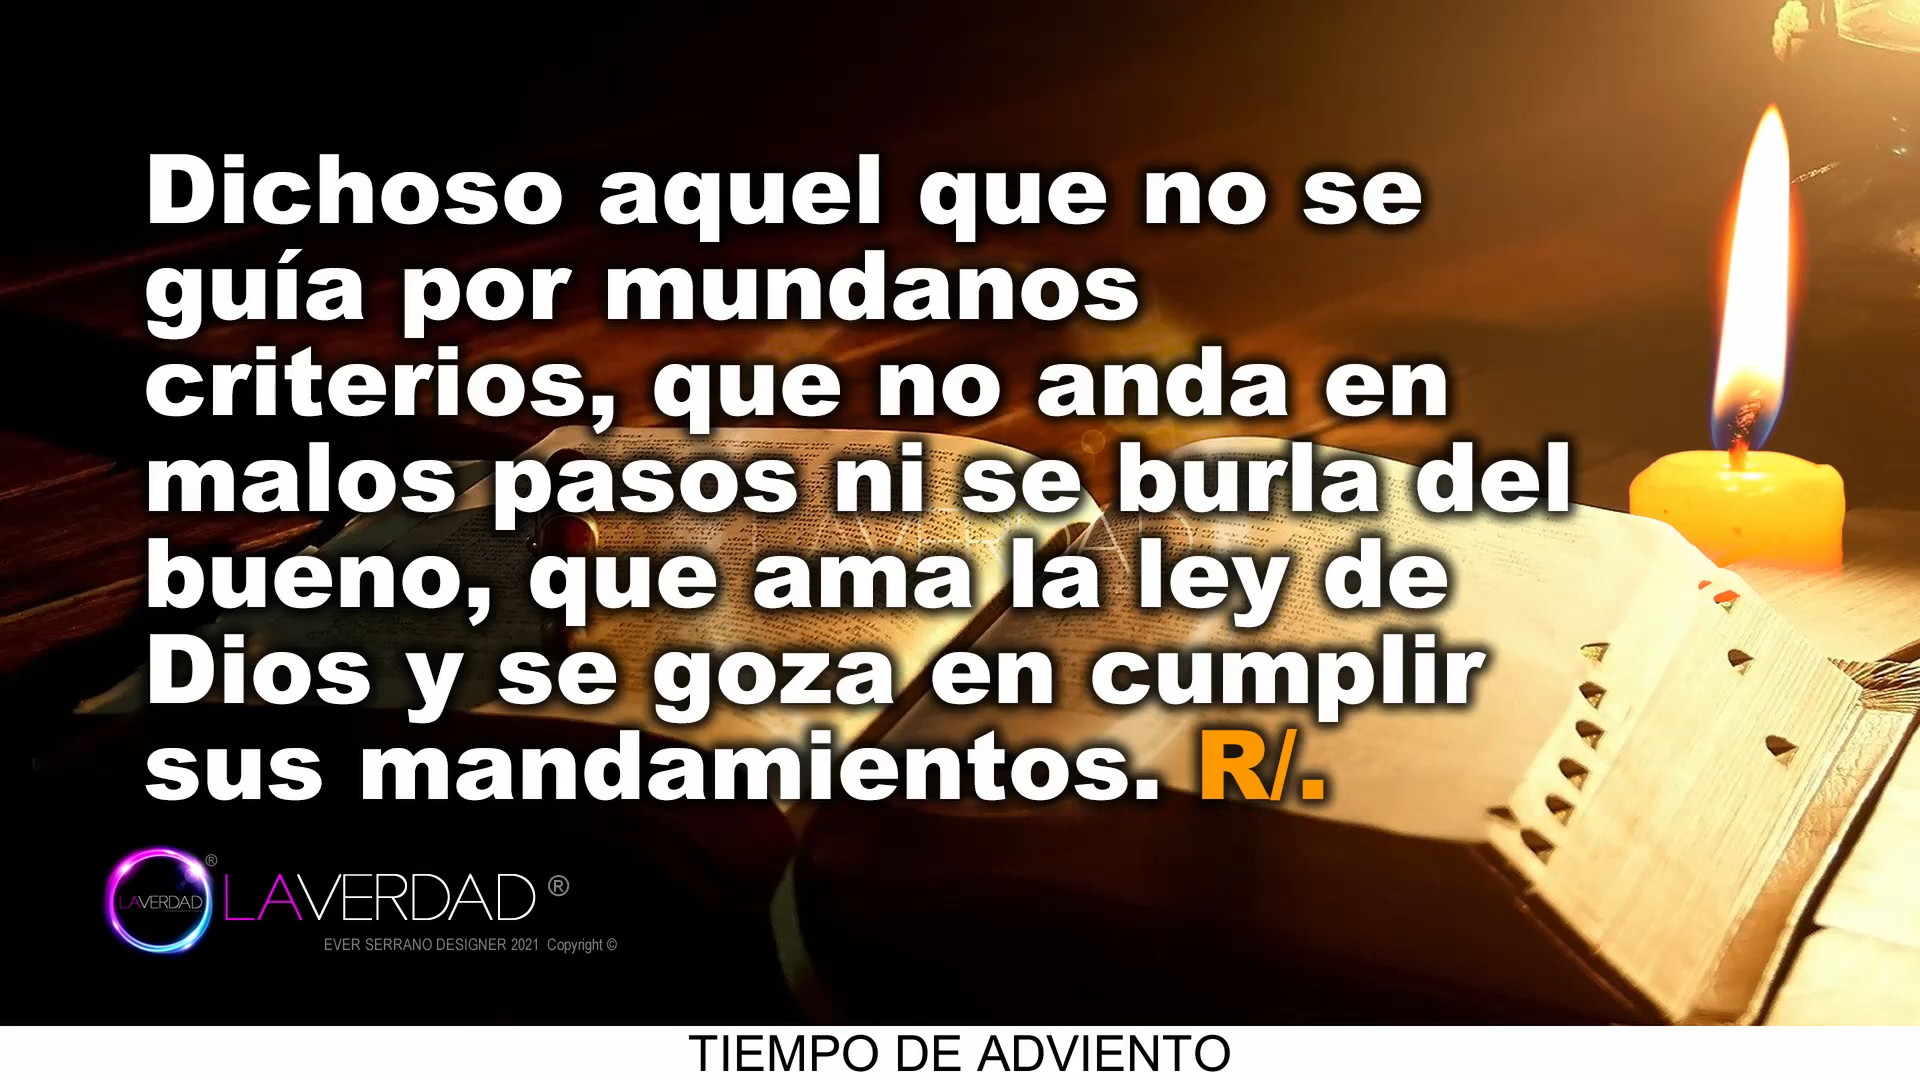 Dichoso aquel que no se
guía por mundanos
criterios, que no anda en
malos pasos ni se burla del
bueno, que ama la ley de
Dios y se goza en cumplir
sus mandamientos. R/.
LAVERDAD ®
LAVERDAD ®
EVER SERRANO DESIGNER 2021 Copyright ©
LAVERDAD
TIEMPO DE ADVIENTO